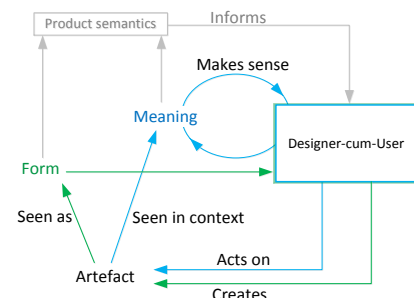 Informs
Product semantics
Makes sense
Meaning
Designer-cum-User
Form
Seen as
Seen in context
Acts on
Artefact
Creates